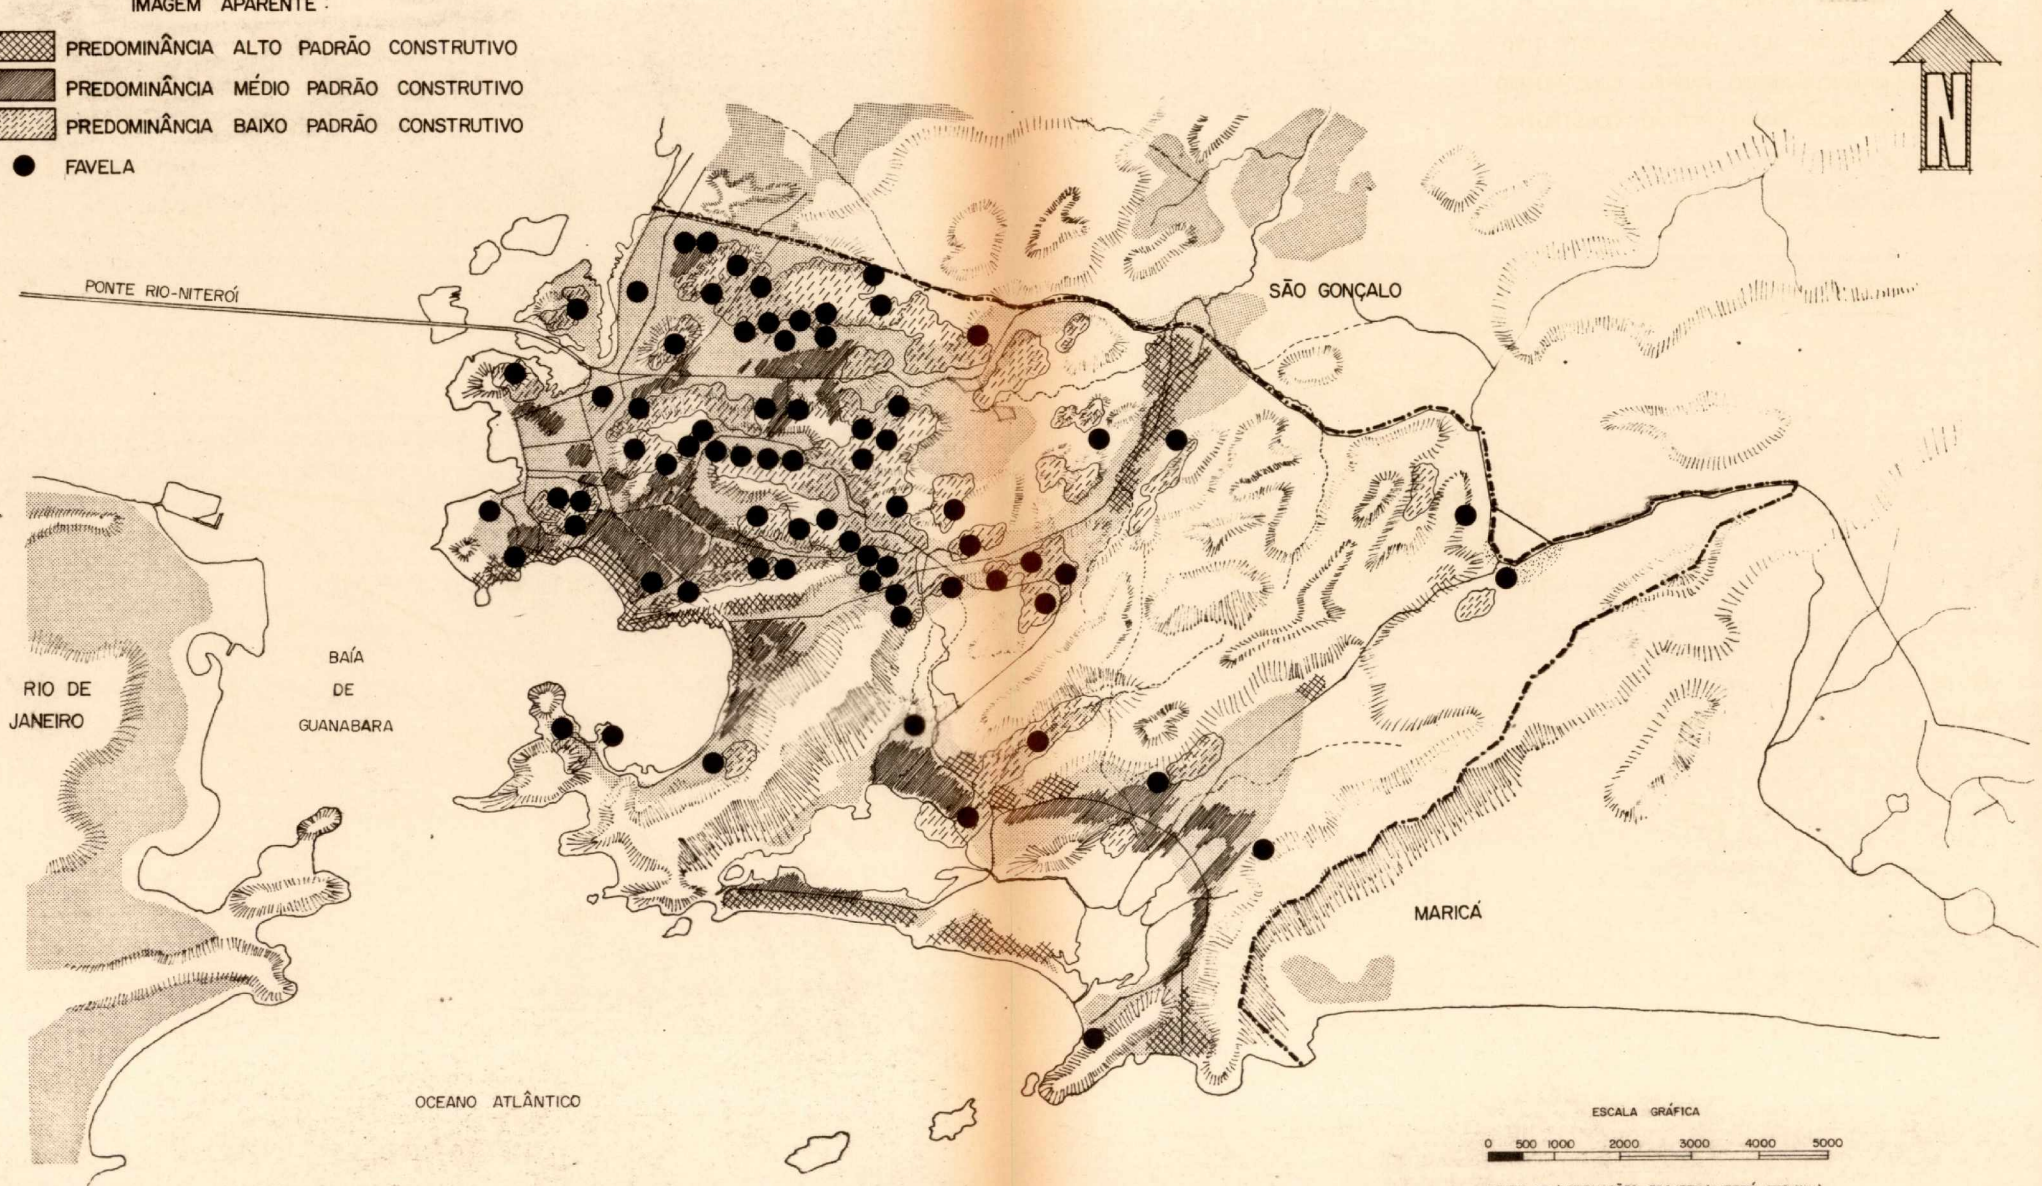 IMAGEM APARENTE :
PREDOMINÂNCIA ALTO PADRÃO CONSTRUTIVO
PREDOMINÂNCIA MÉDIO PADRÃO CONSTRUTIVO
PREDOMINÂNCIA BAIXO PADRÃO CONSTRUTIVO
FAVELA
N
PONTE RIO-NITERÓI
SÃO GONÇALO
BAÍA
DE
GUANABARA
RIO DE
JANEIRO
MARICÁ
OCEANO ATLÂNTICO
ESCALA GRÁFICA
0 500 1000 2000 3000 4000 5000